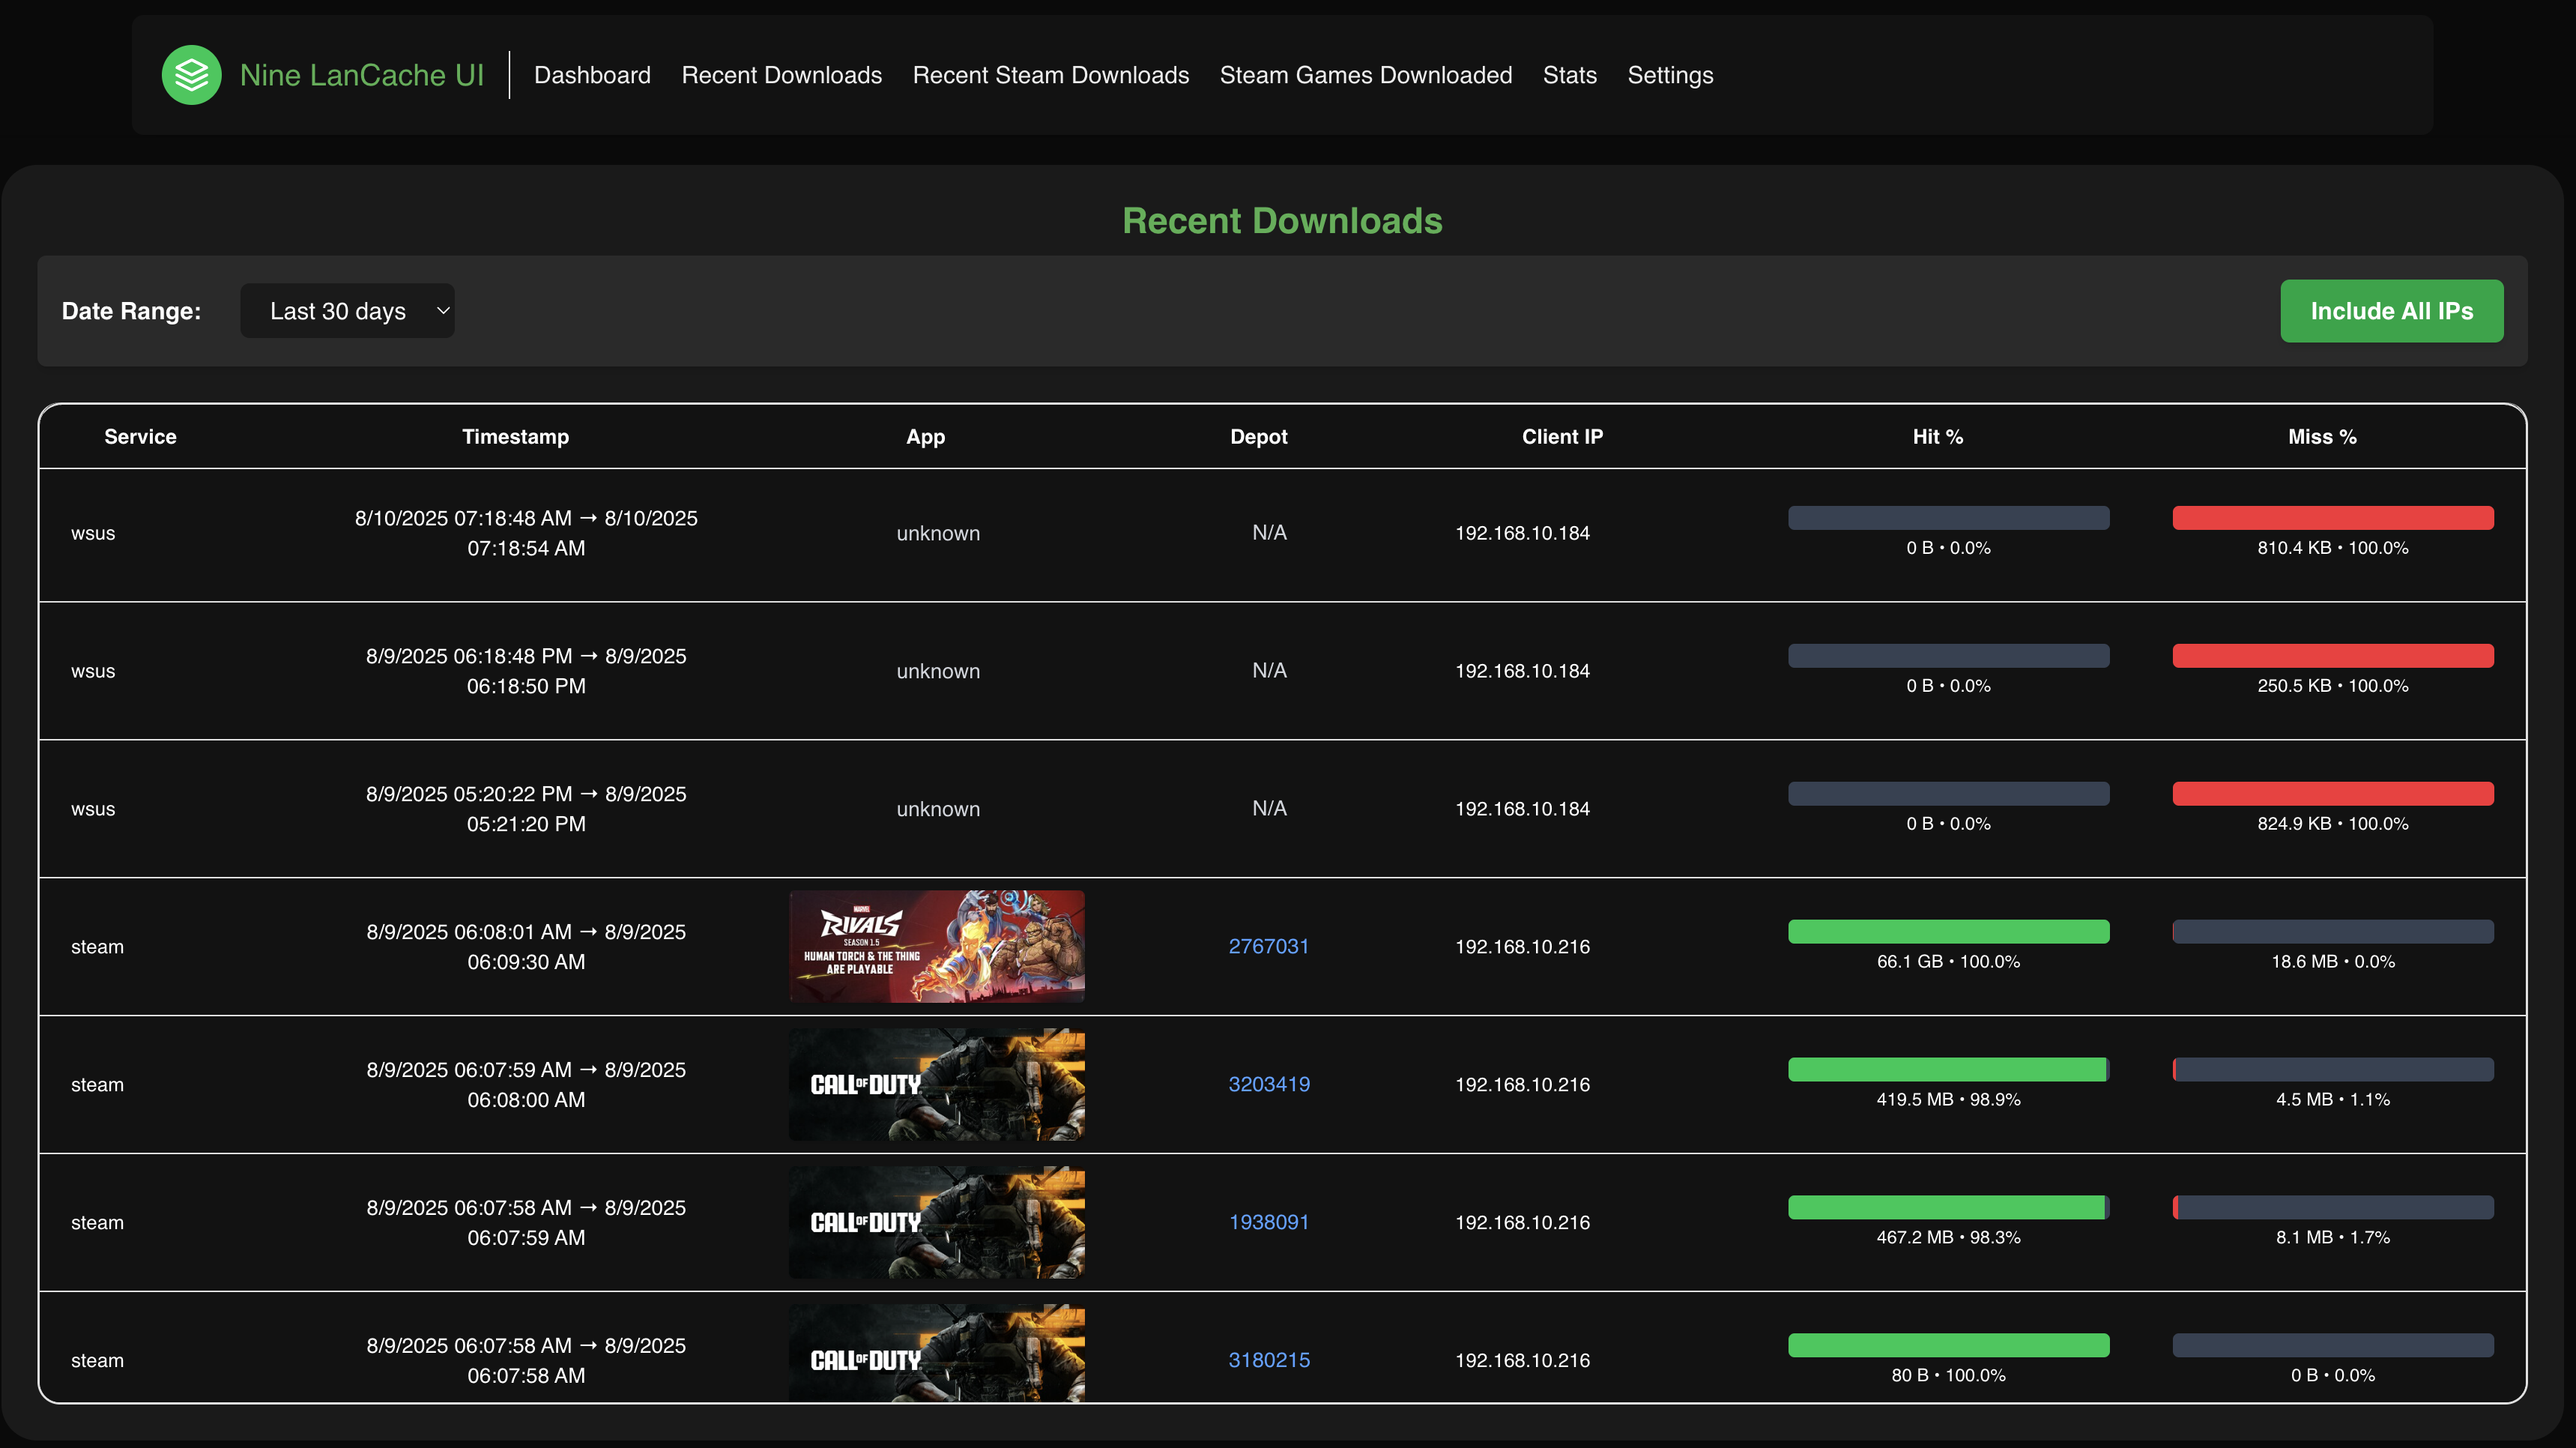 Nine LanCache UI Dashboard Recent Downloads Recent Steam Downloads Steam Games Downloaded Stats Settings
Recent Downloads
Date Range: Last 30 days Include All IPs
Service Timestamp App Depot Client IP Hit % Miss %
wsus 8/10/2025 07:18:48 AM → 8/10/2025 07:18:54 AM unknown N/A 192.168.10.184 0 B • 0.0% 810.4 KB • 100.0%
wsus 8/9/2025 06:18:48 PM → 8/9/2025 06:18:50 PM unknown N/A 192.168.10.184 0 B • 0.0% 250.5 KB • 100.0%
wsus 8/9/2025 05:20:22 PM → 8/9/2025 05:21:20 PM unknown N/A 192.168.10.184 0 B • 0.0% 824.9 KB • 100.0%
steam 8/9/2025 06:08:01 AM → 8/9/2025 06:09:30 AM
MARVEL
RIVALS
SEASON 1.5
HUMAN TORCH & THE THING
ARE PLAYABLE
2767031 192.168.10.216 66.1 GB • 100.0% 18.6 MB • 0.0%
steam 8/9/2025 06:07:59 AM → 8/9/2025 06:08:00 AM CALL OF DUTY 3203419 192.168.10.216 419.5 MB • 98.9% 4.5 MB • 1.1%
steam 8/9/2025 06:07:58 AM → 8/9/2025 06:07:59 AM CALL OF DUTY 1938091 192.168.10.216 467.2 MB • 98.3% 8.1 MB • 1.7%
steam 8/9/2025 06:07:58 AM → 8/9/2025 06:07:58 AM CALL OF DUTY 3180215 192.168.10.216 80 B • 100.0% 0 B • 0.0%